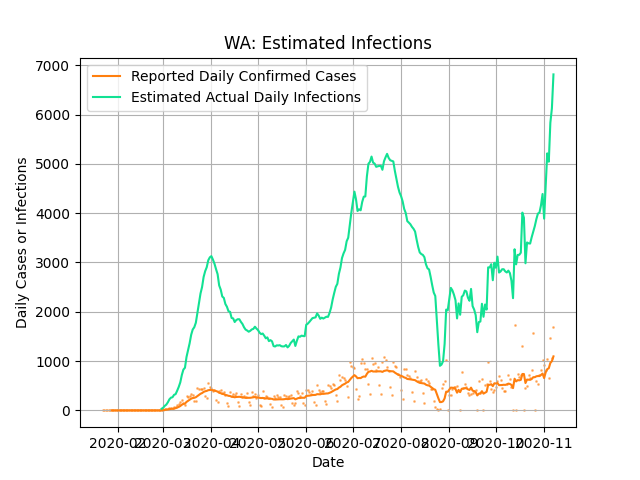 WA: Estimated Infections
Reported Daily Confirmed Cases
Estimated Actual Daily Infections
7000
6000
5000
4000
3000
2000
1000
0
Daily Cases or Infections
2020-02 2020-03 2020-04 2020-05 2020-06 2020-07 2020-08 2020-09 2020-10 2020-11
Date